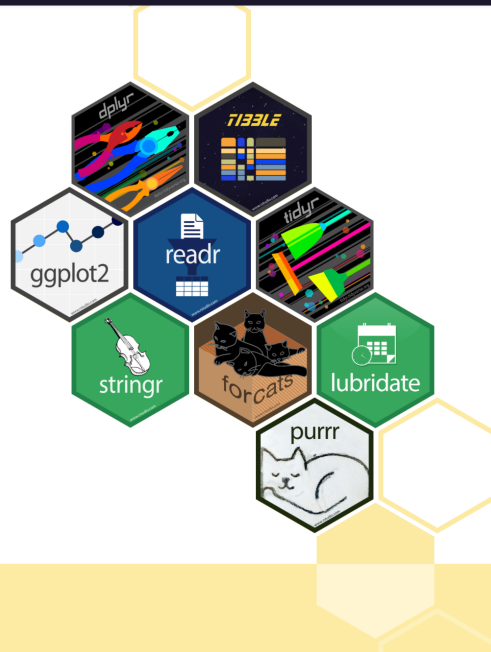 dplyr
TIBBLE
ggplot2
readr
tidyr
stringr
forcats
lubridate
purrr